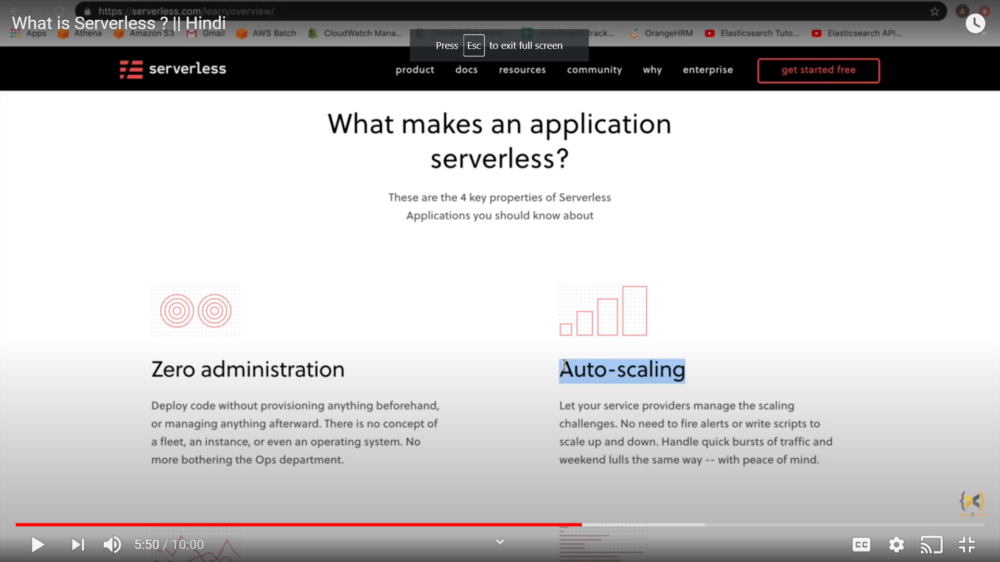 https://serverless.com/learn/overview/
A
What is Serverless ? || Hindi
Apps Athena Amazon S3 Gmail AWS Batch CloudWatch Mana... CloudWatch Mana... recruitment-track... OrangeHRM Elasticsearch Tuto... Elasticsearch API...
Press Esc to exit full screen
serverless product docs resources community why enterprise get started free
What makes an application
serverless?
These are the 4 key properties of Serverless
Applications you should know about
Zero administration
Deploy code without provisioning anything beforehand,
or managing anything afterward. There is no concept of
a fleet, an instance, or even an operating system. No
more bothering the Ops department.
Auto-scaling
Let your service providers manage the scaling
challenges. No need to fire alerts or write scripts to
scale up and down. Handle quick bursts of traffic and
weekend lulls the same way -- with peace of mind.
5:50 / 10:00
CC